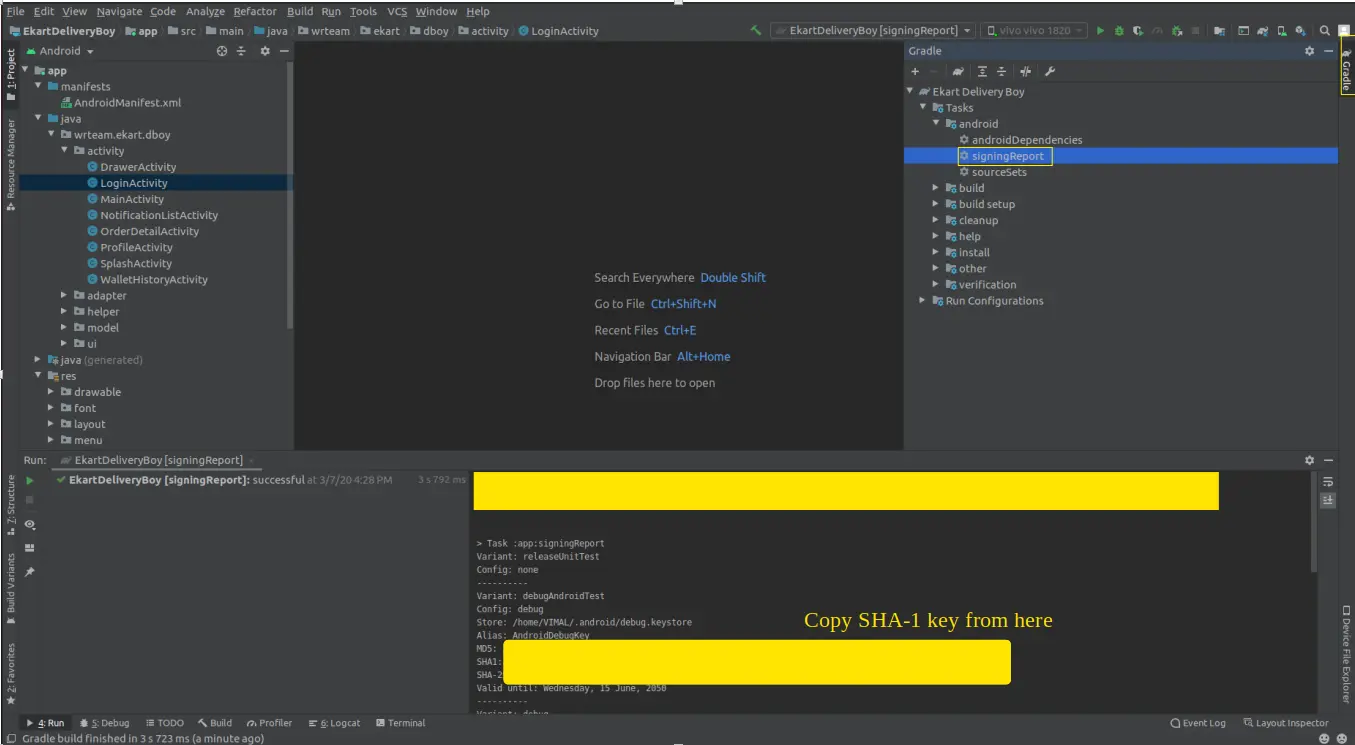 File Edit View Navigate Code Analyze Refactor Build Run Tools VCS Window Help
EkartDeliveryBoy app src main java wrteam ekart dboy activity LoginActivity
EkartDeliveryBoy [signingReport] vivo vivo 1820
1: Project
Resource Manager
7: Structure
Build Variants
2: Favorites
Android
app
manifests
AndroidManifest.xml
java
wrteam.ekart.dboy
activity
DrawerActivity
LoginActivity
MainActivity
NotificationListActivity
OrderDetailActivity
ProfileActivity
SplashActivity
WalletHistoryActivity
adapter
helper
model
ui
java (generated)
res
drawable
font
layout
menu
Search Everywhere Double Shift
Go to File Ctrl+Shift+N
Recent Files Ctrl+E
Navigation Bar Alt+Home
Drop files here to open
Gradle
Ekart Delivery Boy
Tasks
android
androidDependencies
signingReport
sourceSets
build
build setup
cleanup
help
install
other
verification
Run Configurations
Gradle
Device File Explorer
Run: EkartDeliveryBoy [signingReport]
EkartDeliveryBoy [signingReport]: successful at 3/7/20 4:28 PM 3 s 792 ms
> Task :app:signingReport
Variant: releaseUnitTest
Config: none
----------
Variant: debugAndroidTest
Config: debug
Store: /home/VIMAL/.android/debug.keystore
Alias: AndroidDebugKey
MD5:
SHA1:
SHA-2
Valid until: Wednesday, 15 June, 2050
----------
Variant: debug
Copy SHA-1 key from here
4: Run 5: Debug TODO Build Profiler 6: Logcat Terminal Event Log Layout Inspector
Gradle build finished in 3 s 723 ms (a minute ago)